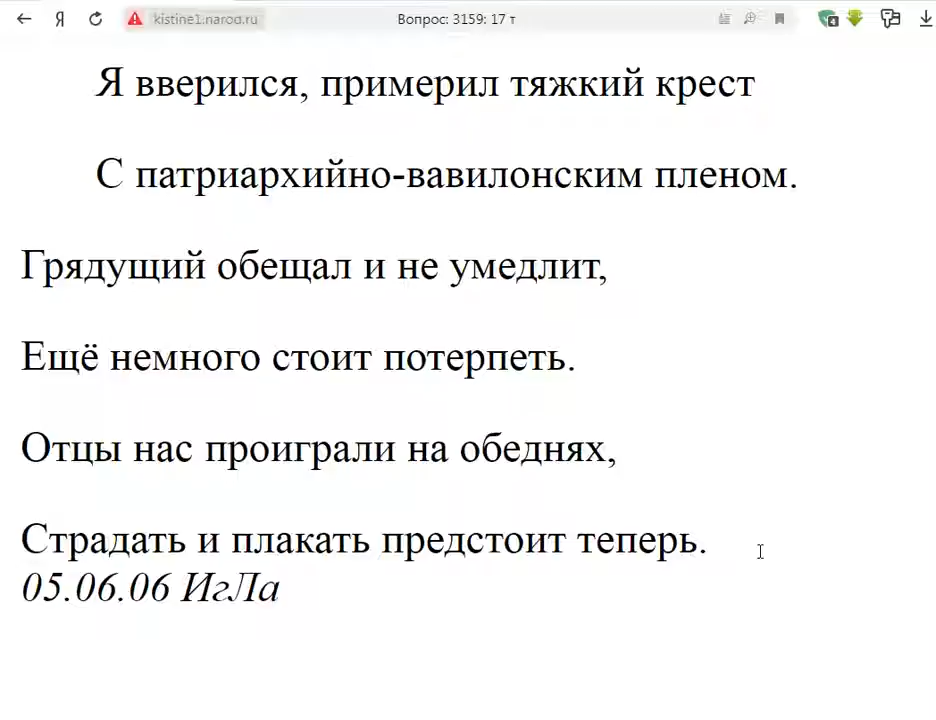 Я
kistine1.narod.ru
Вопрос: 3159: 17 т
4
Я вверился, примерил тяжкий крест
С патриархийно-вавилонским пленом.
Грядущий обещал и не умедлит,
Ещё немного стоит потерпеть.
Отцы нас проиграли на обеднях,
Страдать и плакать предстоит теперь.
05.06.06 ИгЛа